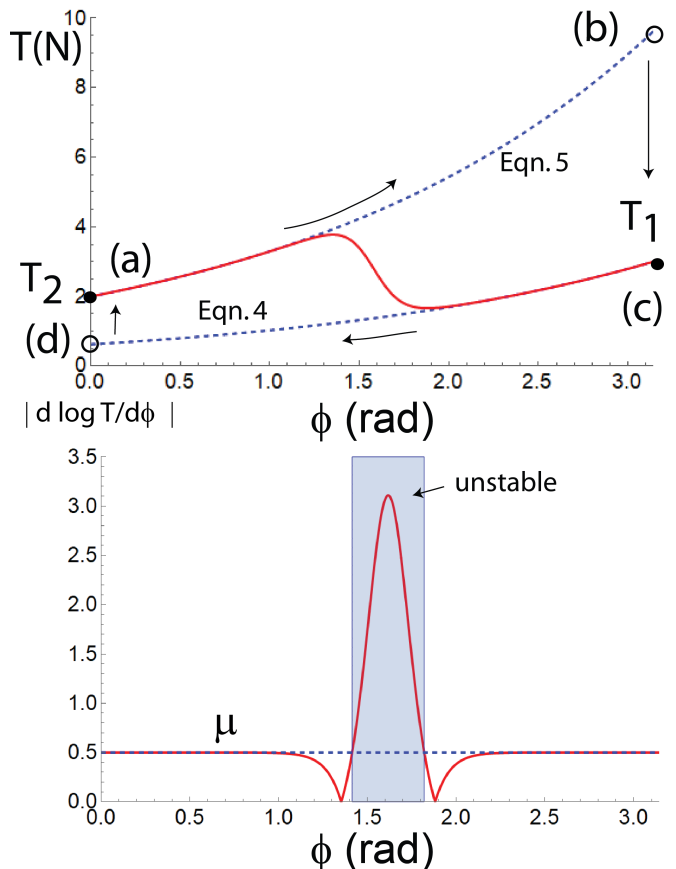 10
T(N)
(b)
8
Eqn. 5
6
4
T1
T2
(a)
2
Eqn. 4
(c)
(d)
0
0.0 0.5 1.0 1.5 2.0 2.5 3.0
| d log T/dϕ |
ϕ (rad)
3.5
unstable
3.0
2.5
2.0
1.5
1.0
μ
0.5
0.0
0.0 0.5 1.0 1.5 2.0 2.5 3.0
ϕ (rad)